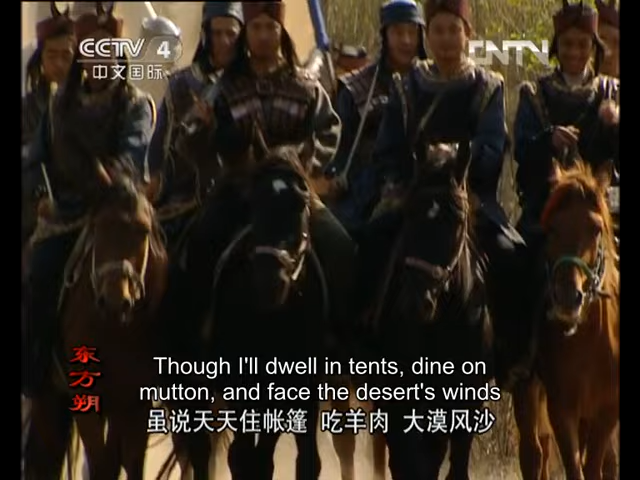 CCTV 4
中文国际
CNTN
东方朔
Though I'll dwell in tents, dine on
mutton, and face the desert's winds
虽说天天住帐篷 吃羊肉 大漠风沙